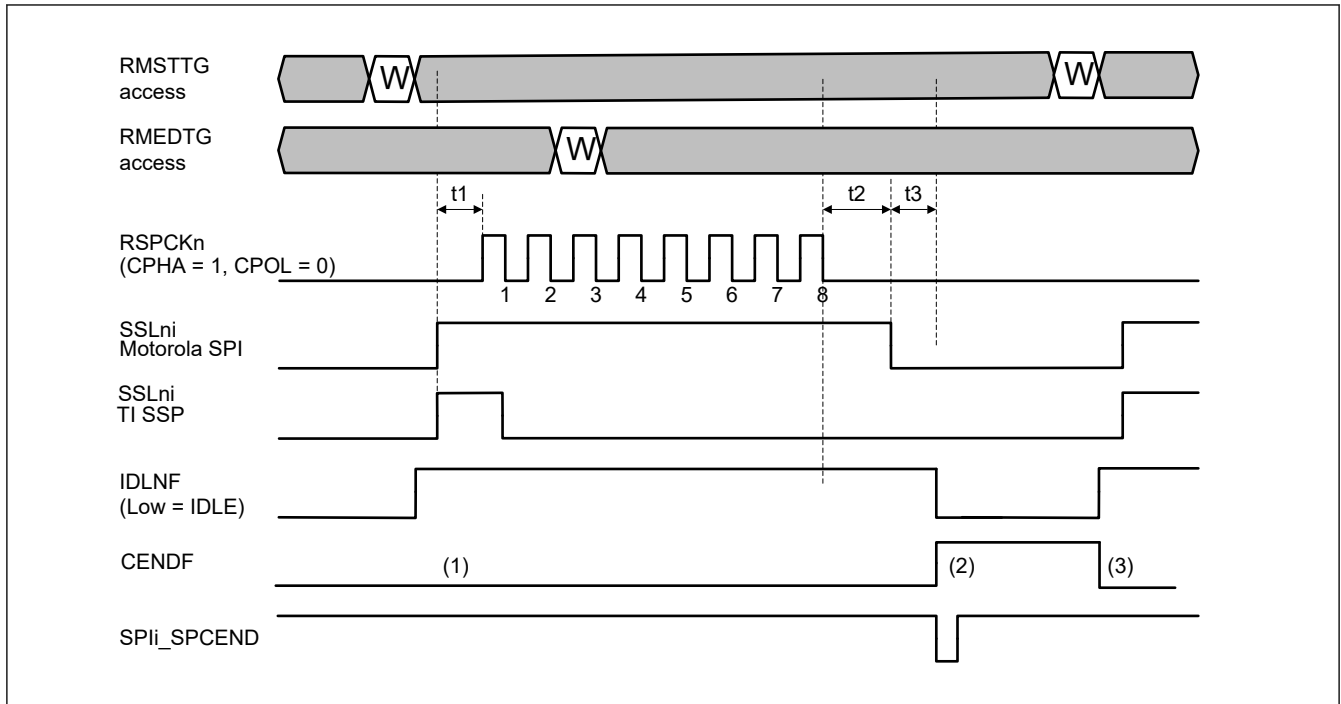 RMSTTG
access
W
W
RMEDTG
access
W
t1
t2
t3
RSPCKn
(CPHA = 1, CPOL = 0)
1 2 3 4 5 6 7 8
SSLni
Motorola SPI
SSLni
TI SSP
IDLNF
(Low = IDLE)
CENDF
(1)
(2)
(3)
SPIi_SPCEND